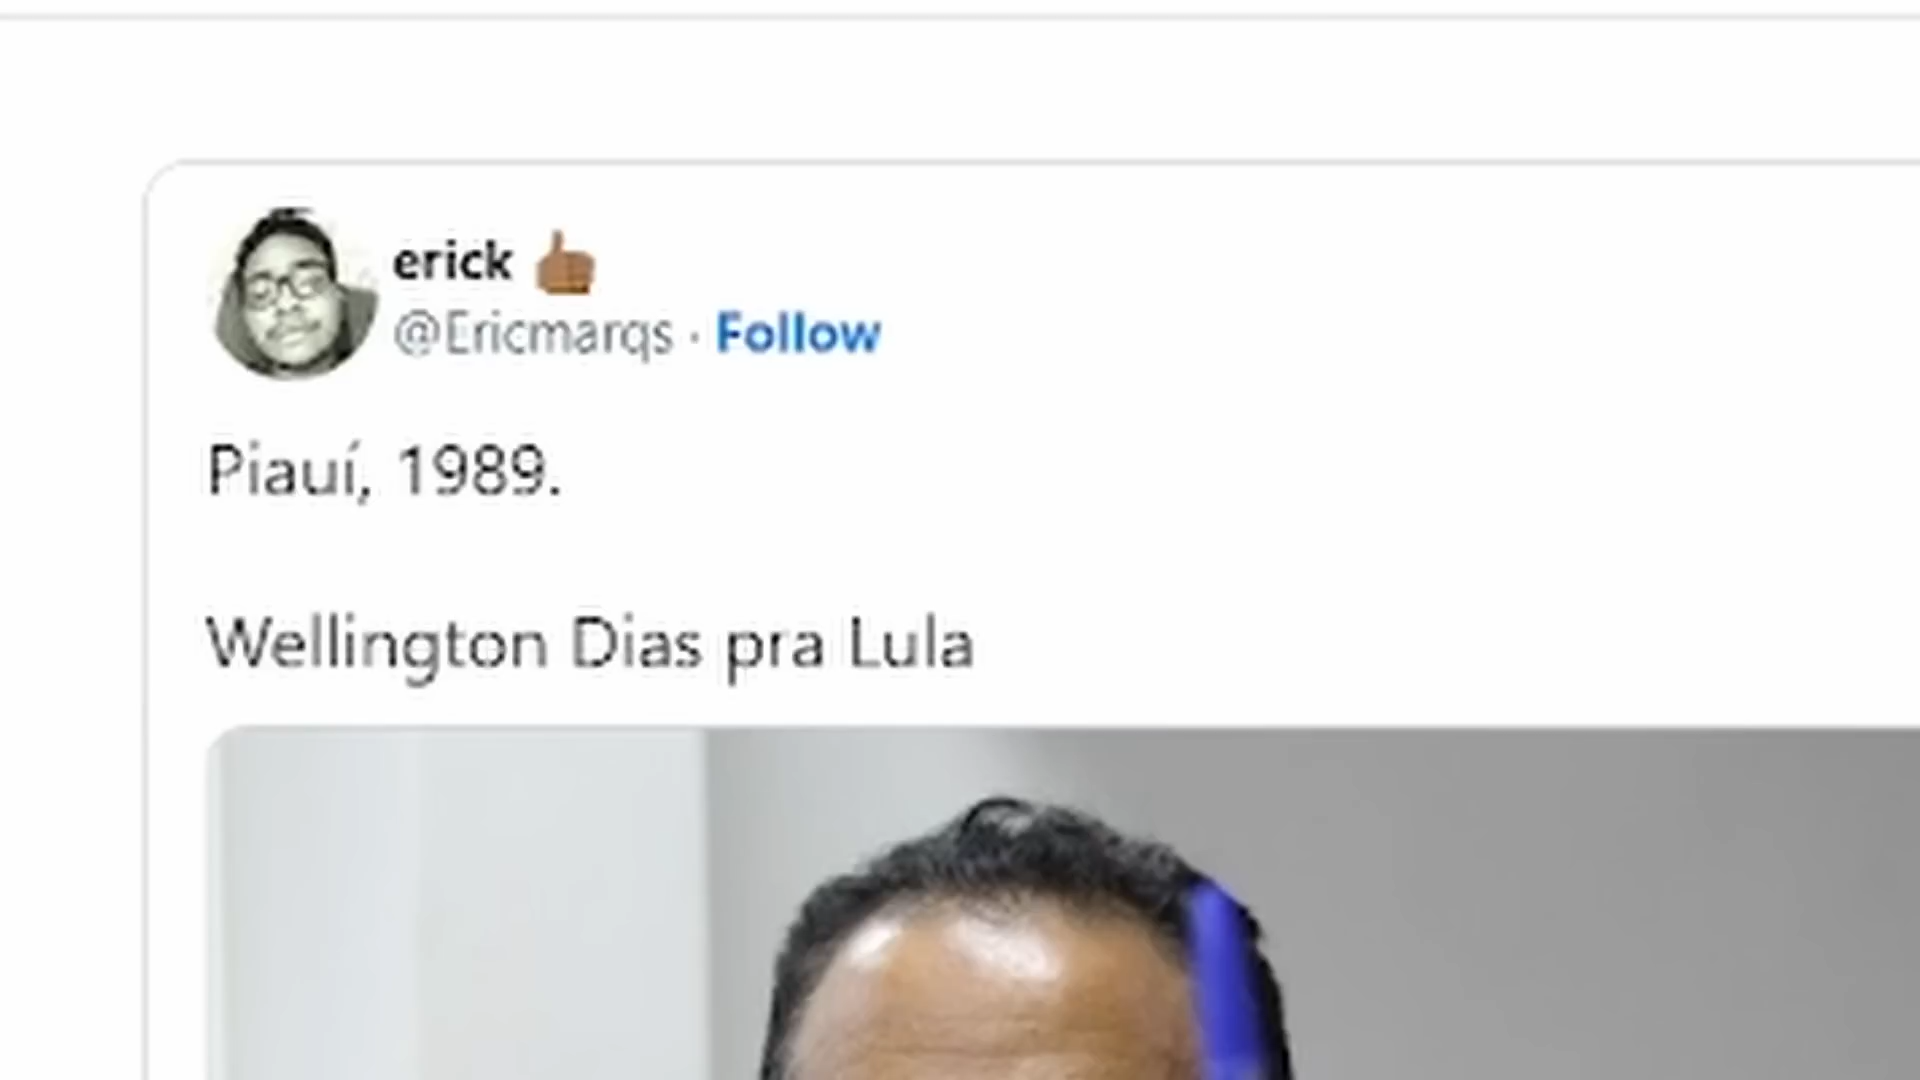 erick 👍🏾
@Ericmarqs · Follow
Piauí, 1989.
Wellington Dias pra Lula